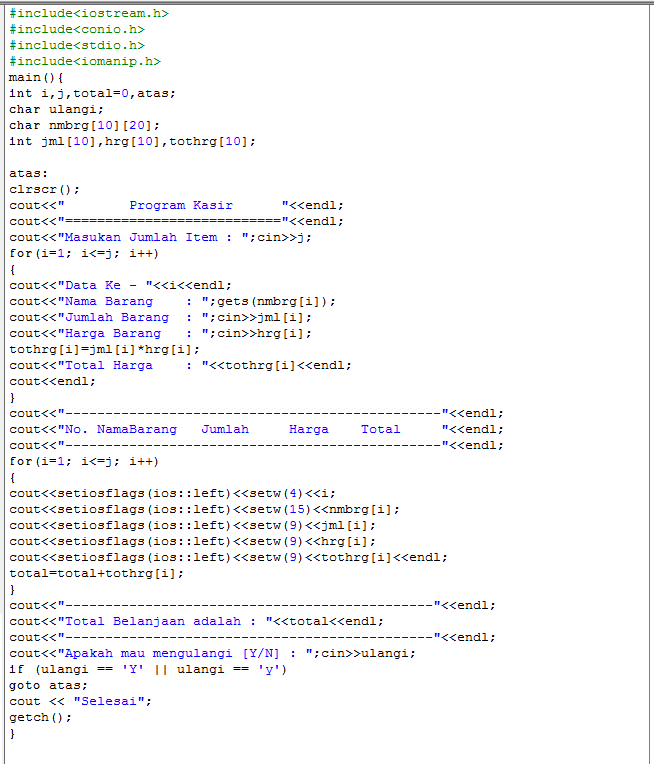 #include<iostream.h>
#include<conio.h>
#include<stdio.h>
#include<iomanip.h>
main(){
int i,j,total=0,atas;
char ulangi;
char nmbrg[10][20];
int jml[10],hrg[10],tothrg[10];
atas:
clrscr();
cout<<"        Program Kasir      "<<endl;
cout<<"==========================="<<endl;
cout<<"Masukan Jumlah Item : ";cin>>j;
for(i=1; i<=j; i++)
{
cout<<"Data Ke - "<<i<<endl;
cout<<"Nama Barang    : ";gets(nmbrg[i]);
cout<<"Jumlah Barang  : ";cin>>jml[i];
cout<<"Harga Barang   : ";cin>>hrg[i];
tothrg[i]=jml[i]*hrg[i];
cout<<"Total Harga    : "<<tothrg[i]<<endl;
cout<<endl;
}
cout<<"-----------------------------------------------"<<endl;
cout<<"No. NamaBarang   Jumlah     Harga    Total     "<<endl;
cout<<"-----------------------------------------------"<<endl;
for(i=1; i<=j; i++)
{
cout<<setiosflags(ios::left)<<setw(4)<<i;
cout<<setiosflags(ios::left)<<setw(15)<<nmbrg[i];
cout<<setiosflags(ios::left)<<setw(9)<<jml[i];
cout<<setiosflags(ios::left)<<setw(9)<<hrg[i];
cout<<setiosflags(ios::left)<<setw(9)<<tothrg[i]<<endl;
total=total+tothrg[i];
}
cout<<"----------------------------------------------"<<endl;
cout<<"Total Belanjaan adalah : "<<total<<endl;
cout<<"----------------------------------------------"<<endl;
cout<<"Apakah mau mengulangi [Y/N] : ";cin>>ulangi;
if (ulangi == 'Y' || ulangi == 'y')
goto atas;
cout << "Selesai";
getch();
}